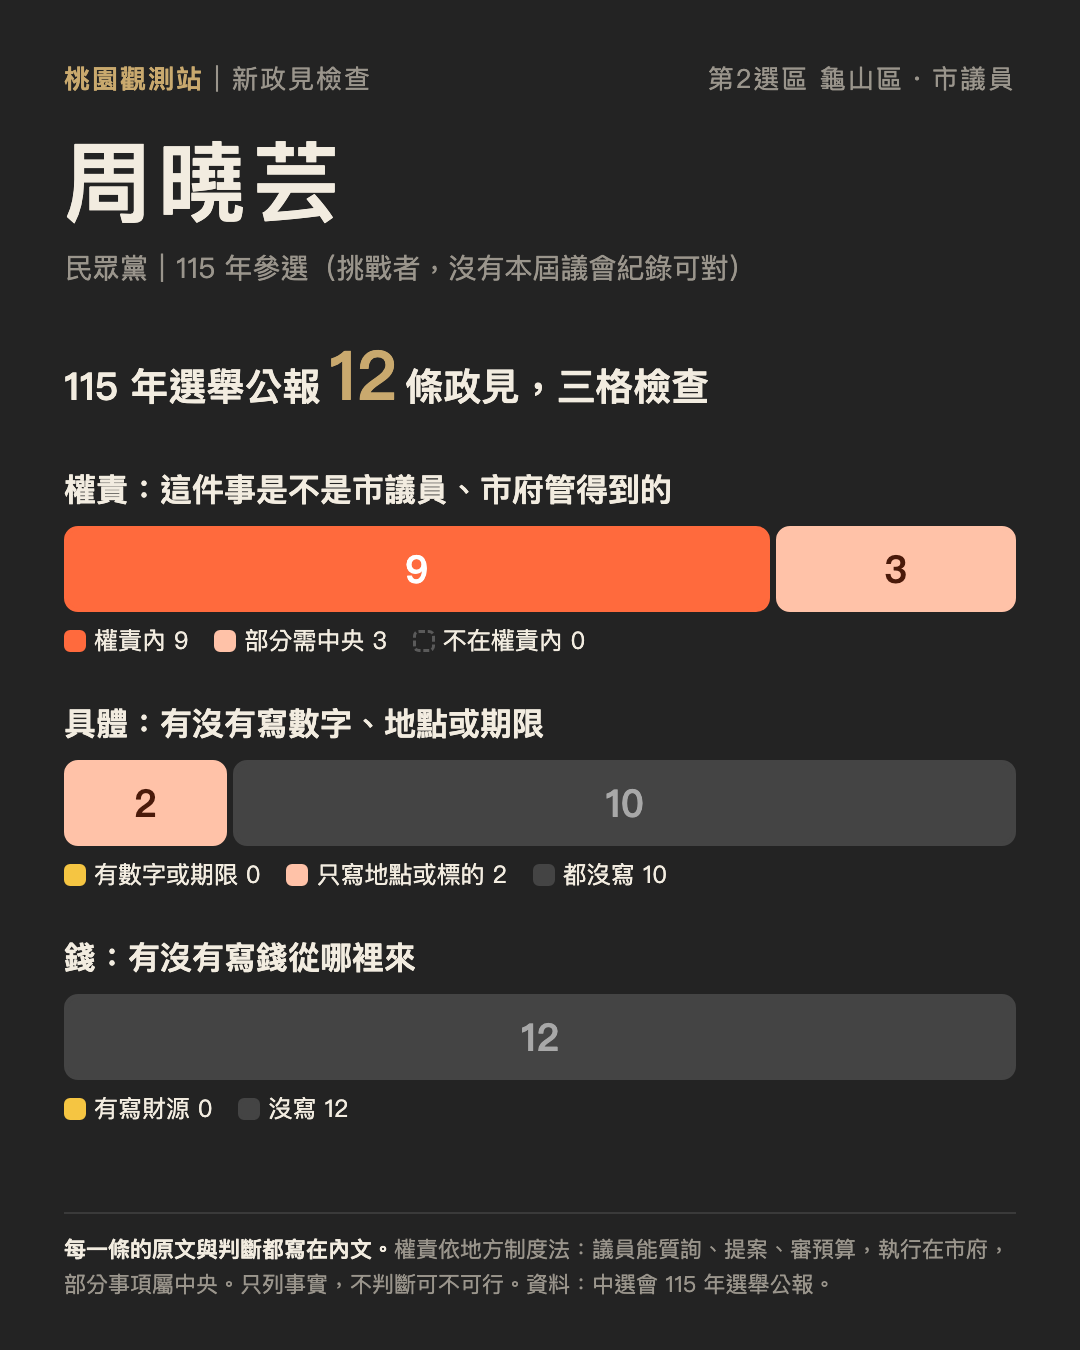 桃園觀測站｜新政見檢查
第2選區 龜山區・市議員
周曉芸
民眾黨｜115 年參選（挑戰者，沒有本屆議會紀錄可對）
115 年選舉公報 12 條政見，三格檢查
權責：這件事是不是市議員、市府管得到的
9
3
權責內 9 部分需中央 3 不在權責內 0
具體：有沒有寫數字、地點或期限
2
10
有數字或期限 0 只寫地點或標的 2 都沒寫 10
錢：有沒有寫錢從哪裡來
12
有寫財源 0 沒寫 12
每一條的原文與判斷都寫在內文。權責依地方制度法：議員能質詢、提案、審預算，執行在市府，
部分事項屬中央。只列事實，不判斷可不可行。資料：中選會 115 年選舉公報。